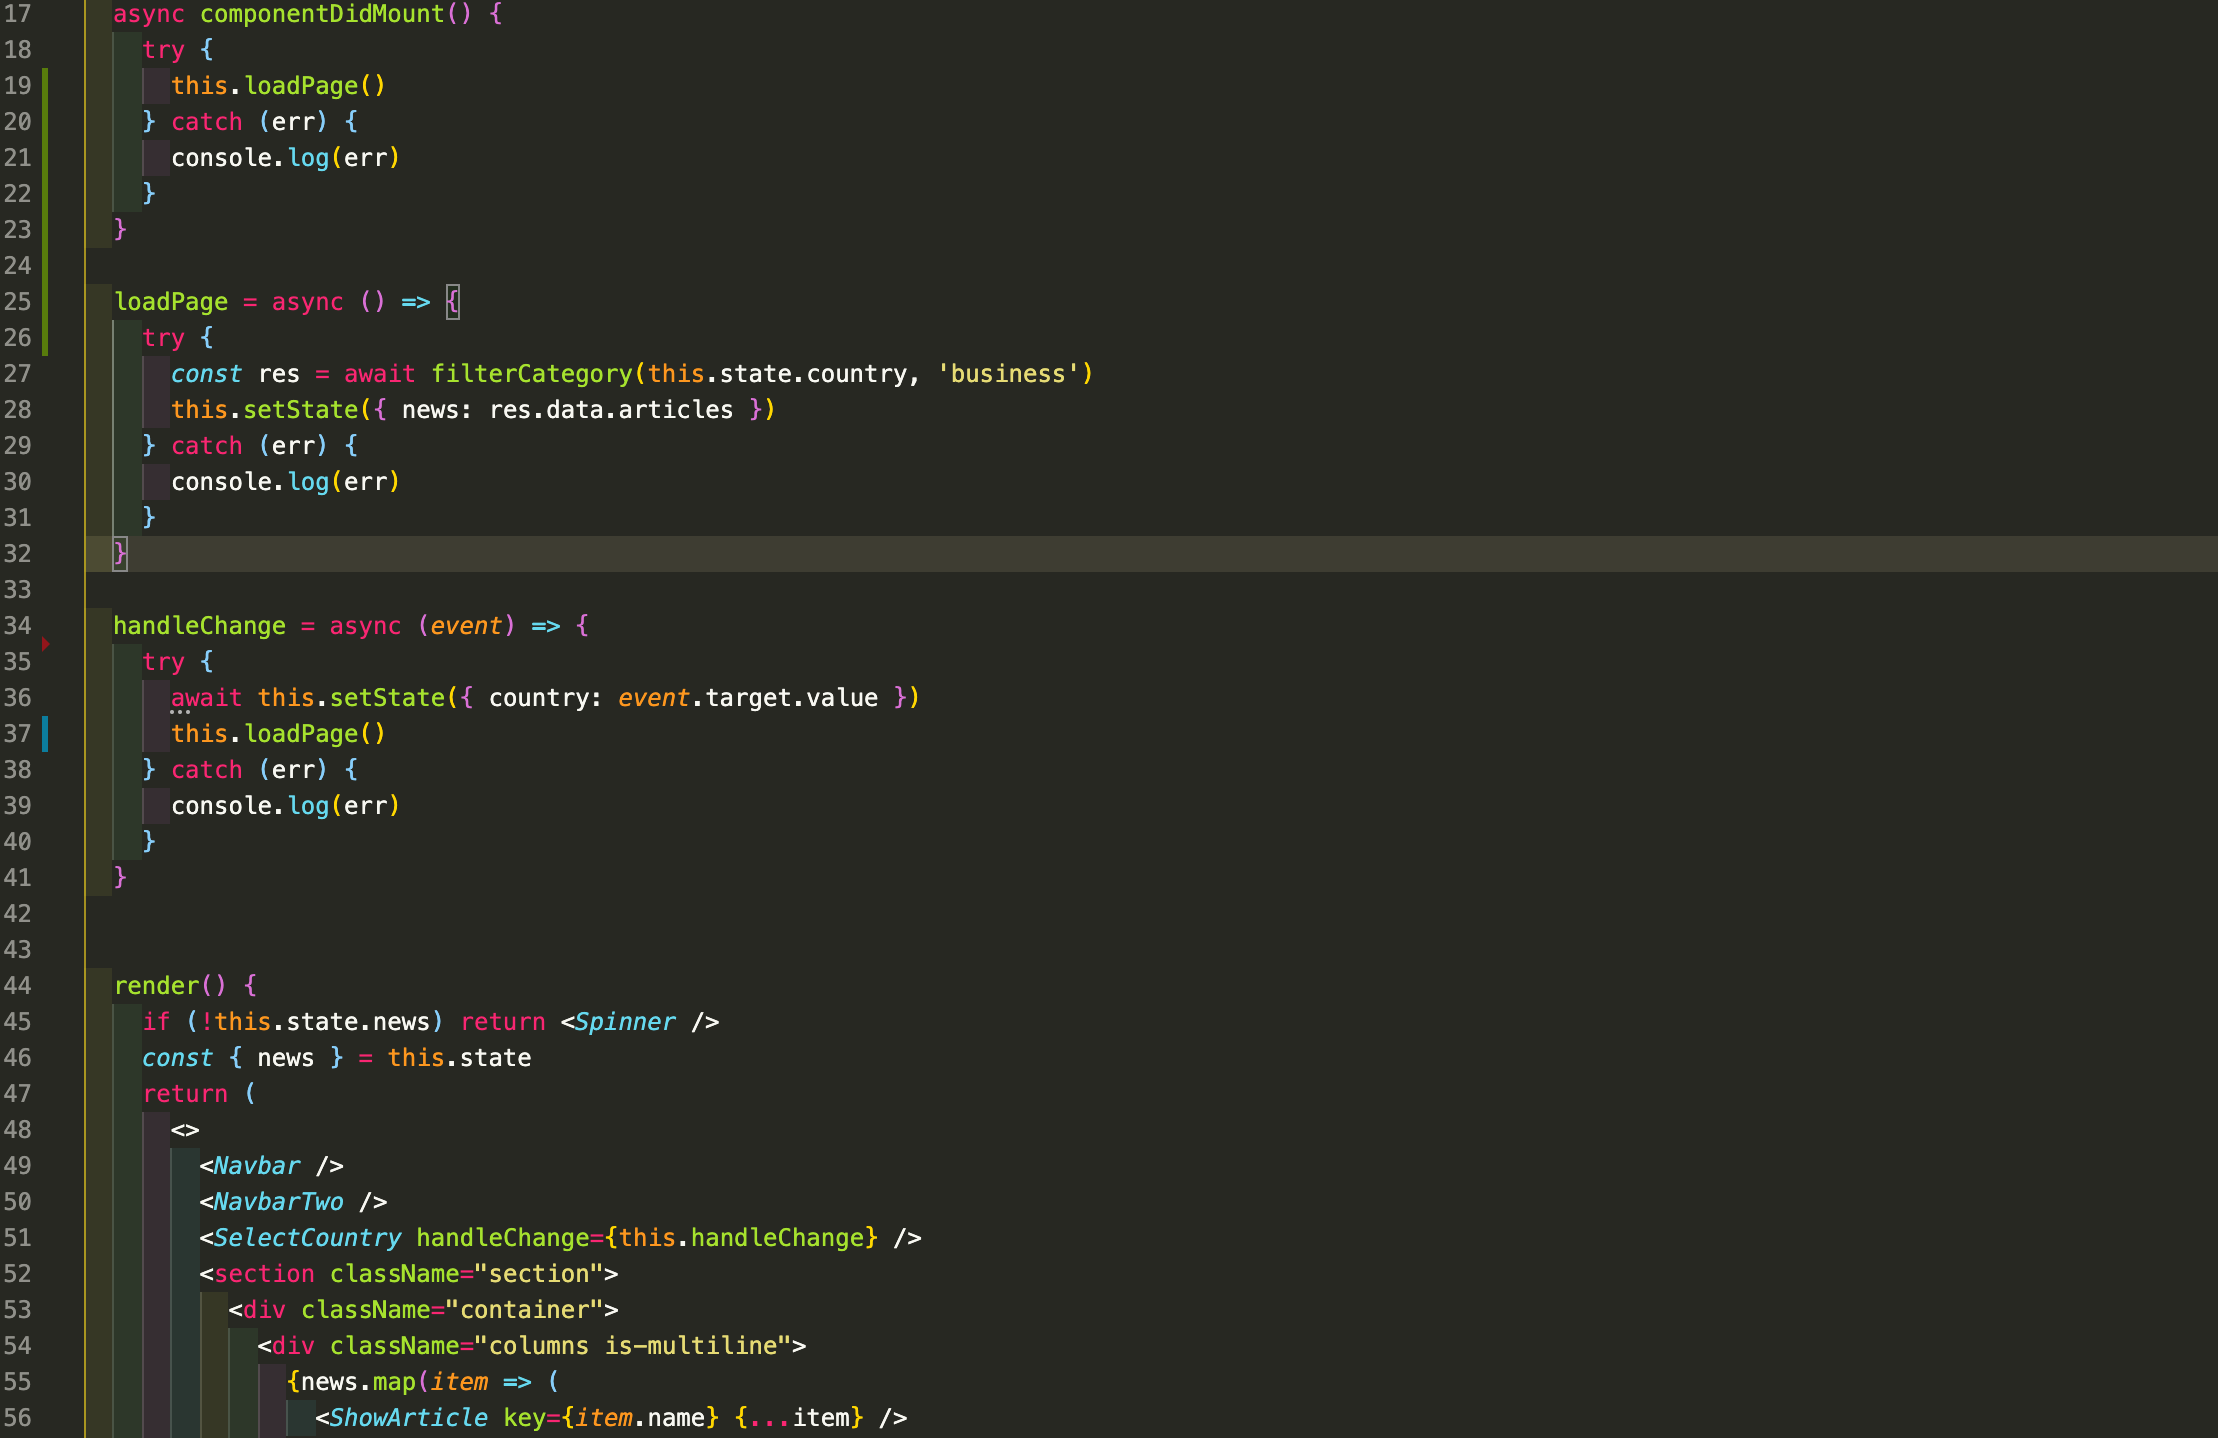 17 async componentDidMount() {
18 try {
19 this.loadPage()
20 } catch (err) {
21 console.log(err)
22 }
23 }
24
25 loadPage = async () => {
26 try {
27 const res = await filterCategory(this.state.country, 'business')
28 this.setState({ news: res.data.articles })
29 } catch (err) {
30 console.log(err)
31 }
32 }
33
34 handleChange = async (event) => {
35 try {
36 await this.setState({ country: event.target.value })
37 this.loadPage()
38 } catch (err) {
39 console.log(err)
40 }
41 }
42
43
44 render() {
45 if (!this.state.news) return <Spinner />
46 const { news } = this.state
47 return (
48 <>
49 <Navbar />
50 <NavbarTwo />
51 <SelectCountry handleChange={this.handleChange} />
52 <section className="section">
53 <div className="container">
54 <div className="columns is-multiline">
55 {news.map(item => (
56 <ShowArticle key={item.name} {...item} />